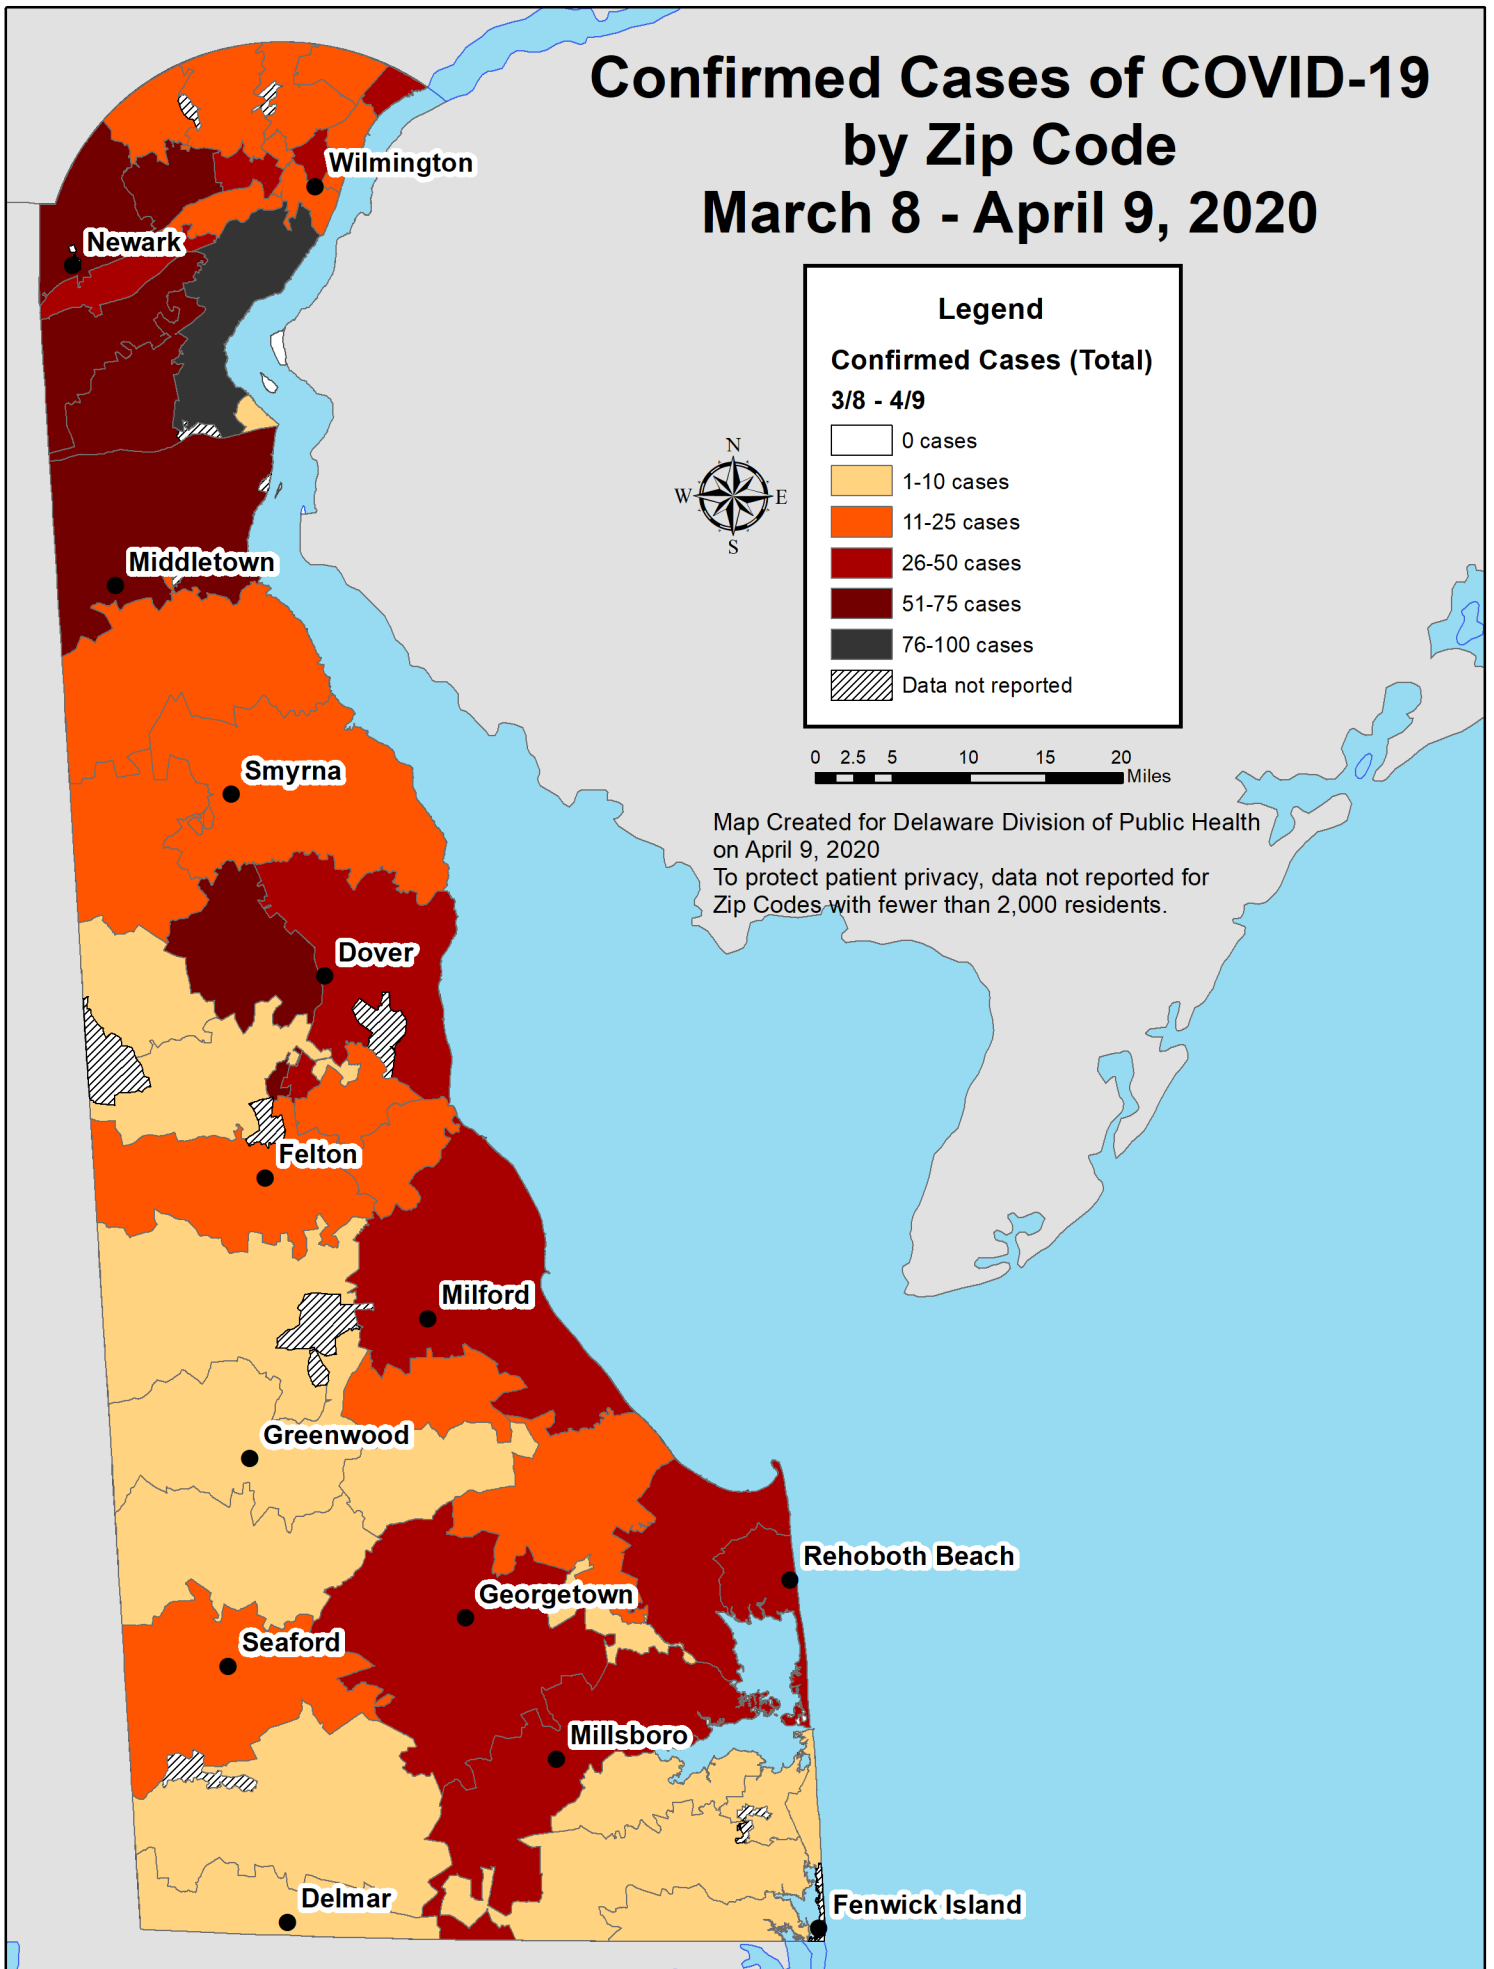 Confirmed Cases of COVID-19
by Zip Code
March 8 - April 9, 2020
Legend
Confirmed Cases (Total)
3/8 - 4/9
0 cases
1-10 cases
11-25 cases
26-50 cases
51-75 cases
76-100 cases
Data not reported
N
W
E
S
0 2.5 5 10 15 20
Miles
Map Created for Delaware Division of Public Health
on April 9, 2020
To protect patient privacy, data not reported for
Zip Codes with fewer than 2,000 residents.
Wilmington
Newark
Middletown
Smyrna
Dover
Felton
Milford
Greenwood
Rehoboth Beach
Georgetown
Seaford
Millsboro
Delmar
Fenwick Island